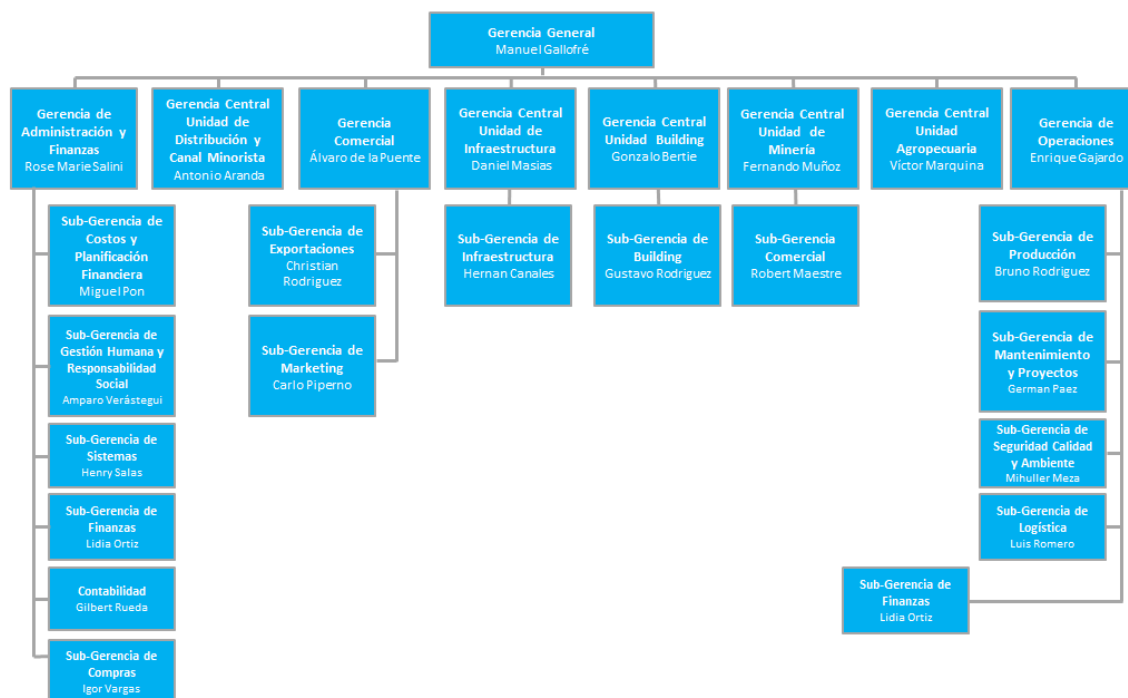 Gerencia General
Manuel Gallofré
Gerencia de
Administración y
Finanzas
Rose Marie Salini
Gerencia Central
Unidad de
Distribución y
Canal Minorista
Antonio Aranda
Gerencia
Comercial
Álvaro de la Puente
Gerencia Central
Unidad de
Infraestructura
Daniel Masias
Gerencia Central
Unidad Building
Gonzalo Bertie
Gerencia Central
Unidad de
Minería
Fernando Muñoz
Gerencia Central
Unidad
Agropecuaria
Víctor Marquina
Gerencia de
Operaciones
Enrique Gajardo
Sub-Gerencia de
Costos y
Planificación
Financiera
Miguel Pon
Sub-Gerencia de
Gestión Humana y
Responsabilidad
Social
Amparo Verástegui
Sub-Gerencia de
Sistemas
Henry Salas
Sub-Gerencia de
Finanzas
Lidia Ortiz
Contabilidad
Gilbert Rueda
Sub-Gerencia de
Compras
Igor Vargas
Sub-Gerencia de
Exportaciones
Christian
Rodriguez
Sub-Gerencia de
Marketing
Carlo Piperno
Sub-Gerencia de
Infraestructura
Hernan Canales
Sub-Gerencia de
Building
Gustavo Rodriguez
Sub-Gerencia
Comercial
Robert Maestre
Sub-Gerencia de
Producción
Bruno Rodriguez
Sub-Gerencia de
Mantenimiento
y Proyectos
German Paez
Sub-Gerencia de
Seguridad Calidad
y Ambiente
Mihuller Meza
Sub-Gerencia de
Logística
Luis Romero
Sub-Gerencia de
Finanzas
Lidia Ortiz